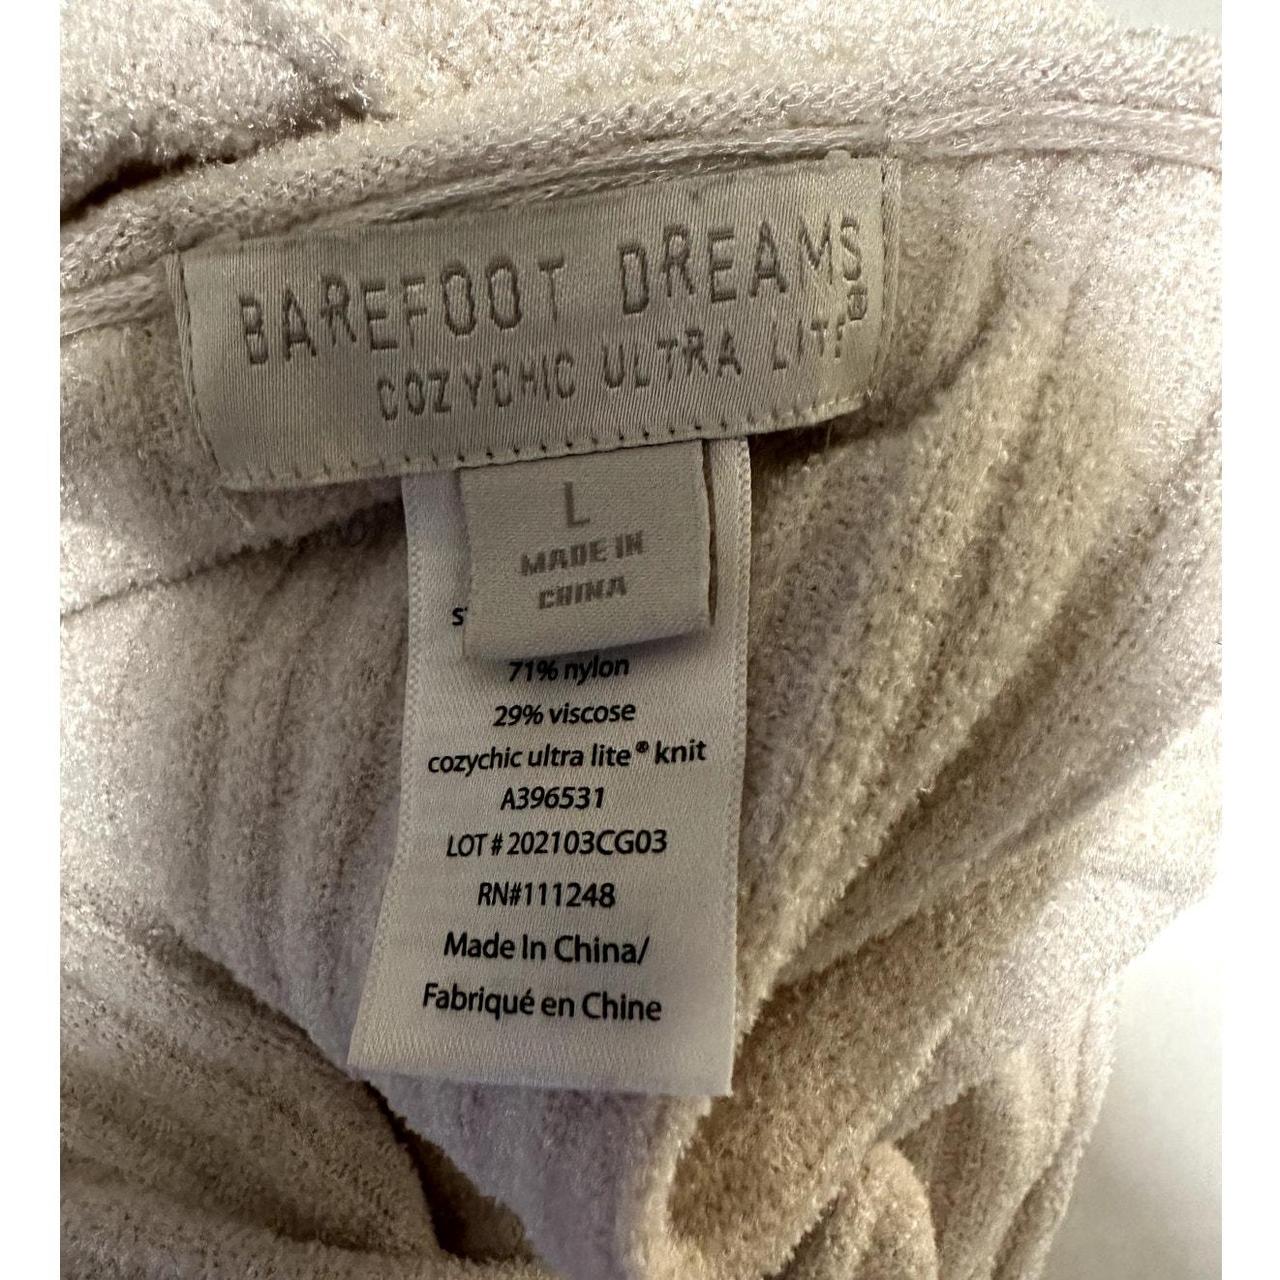 BAREFOOT DREAMS
COZYCHIC ULTRA LITE®
L
MADE IN
CHINA
71% nylon
29% viscose
cozychic ultra lite® knit
A396531
LOT # 202103CG03
RN#111248
Made In China/
Fabriqué en Chine